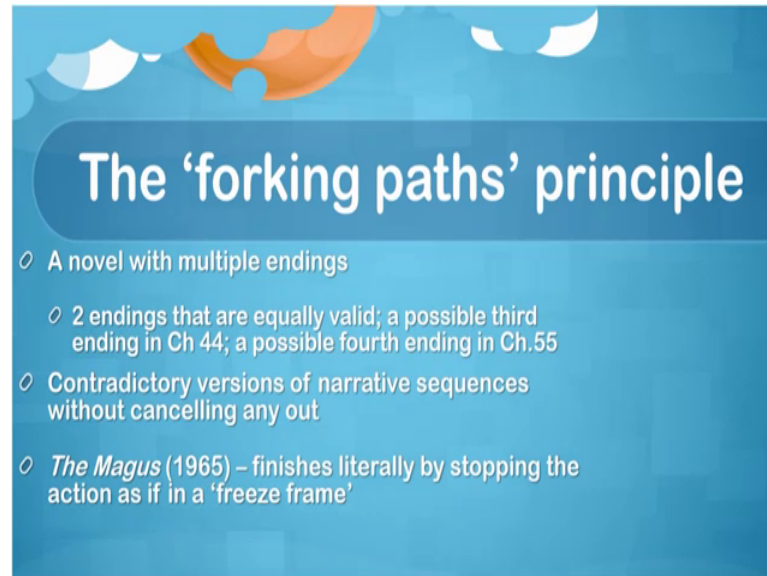 The ‘forking paths’ principle
A novel with multiple endings
2 endings that are equally valid; a possible third
ending in Ch 44; a possible fourth ending in Ch.55
Contradictory versions of narrative sequences
without cancelling any out
The Magus (1965) – finishes literally by stopping the
action as if in a ‘freeze frame’